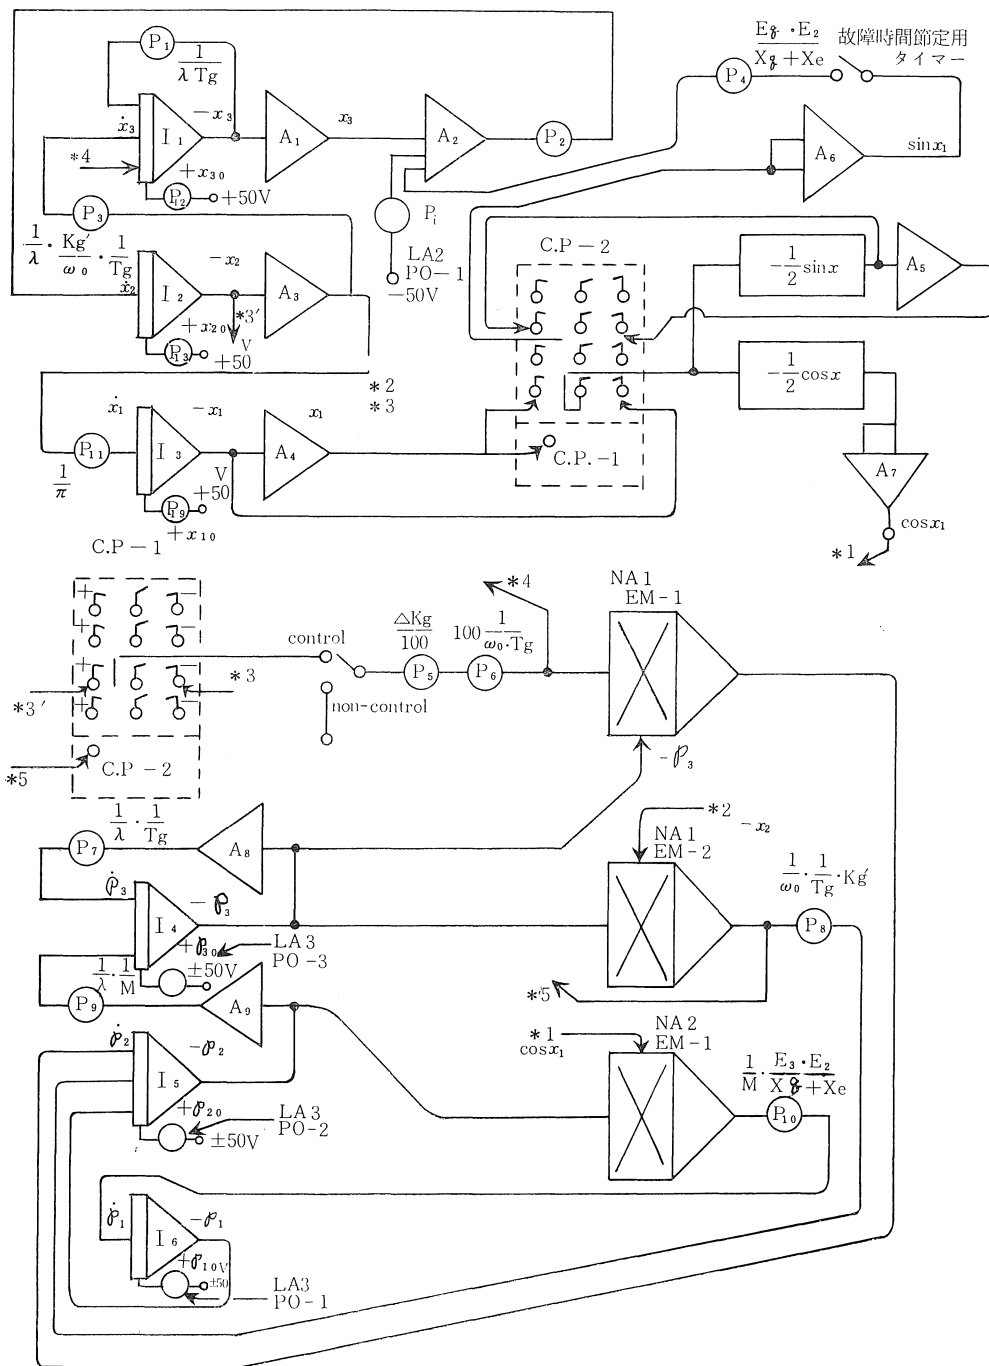 P₁
1/(λ Tg)
ẋ₃
I₁
−x₃
A₁
x₃
A₂
P₂
*4
+x₃₀
P₁₂
+50V
P₃
1/λ · Kg′/ω₀ · 1/Tg
ẋ₂
I₂
−x₂
A₃
*3′
+x₂₀
V
P₁₃
+50
Pᵢ
LA2
PO−1
−50V
*2
*3
ẋ₁
P₁₁
1/π
I₃
−x₁
A₄
x₁
V
+50
P₁₉
+x₁₀
(Eg · E₂)/(Xg + Xe)
故障時間節定用
タイマー
P₄
A₆
sinx₁
C.P−2
−1/2 sinx
A₅
−1/2 cosx
C.P.−1
A₇
cosx₁
*1
C.P−1
+ −
+ −
+ −
+ −
*3
*3′
C.P−2
*5
control
non-control
ΔKg/100
P₅
100 1/(ω₀·Tg)
P₆
*4
NA1
EM−1
−p₃
1/λ · 1/Tg
P₇
A₈
ṗ₃
I₄
−p₃
+p₃₀
±50V
LA3
PO−3
*2
−x₂
NA1
EM−2
1/ω₀ · 1/Tg · Kg′
P₈
*5
1/λ · 1/M
P₉
A₉
ṗ₂
I₅
−p₂
+p₂₀
±50V
LA3
PO−2
*1
cosx₁
NA2
EM−1
1/M · (E₃ · E₂)/(Xg + Xe)
P₁₀
ṗ₁
I₆
−p₁
+p₁₀
V
±50
LA3
PO−1